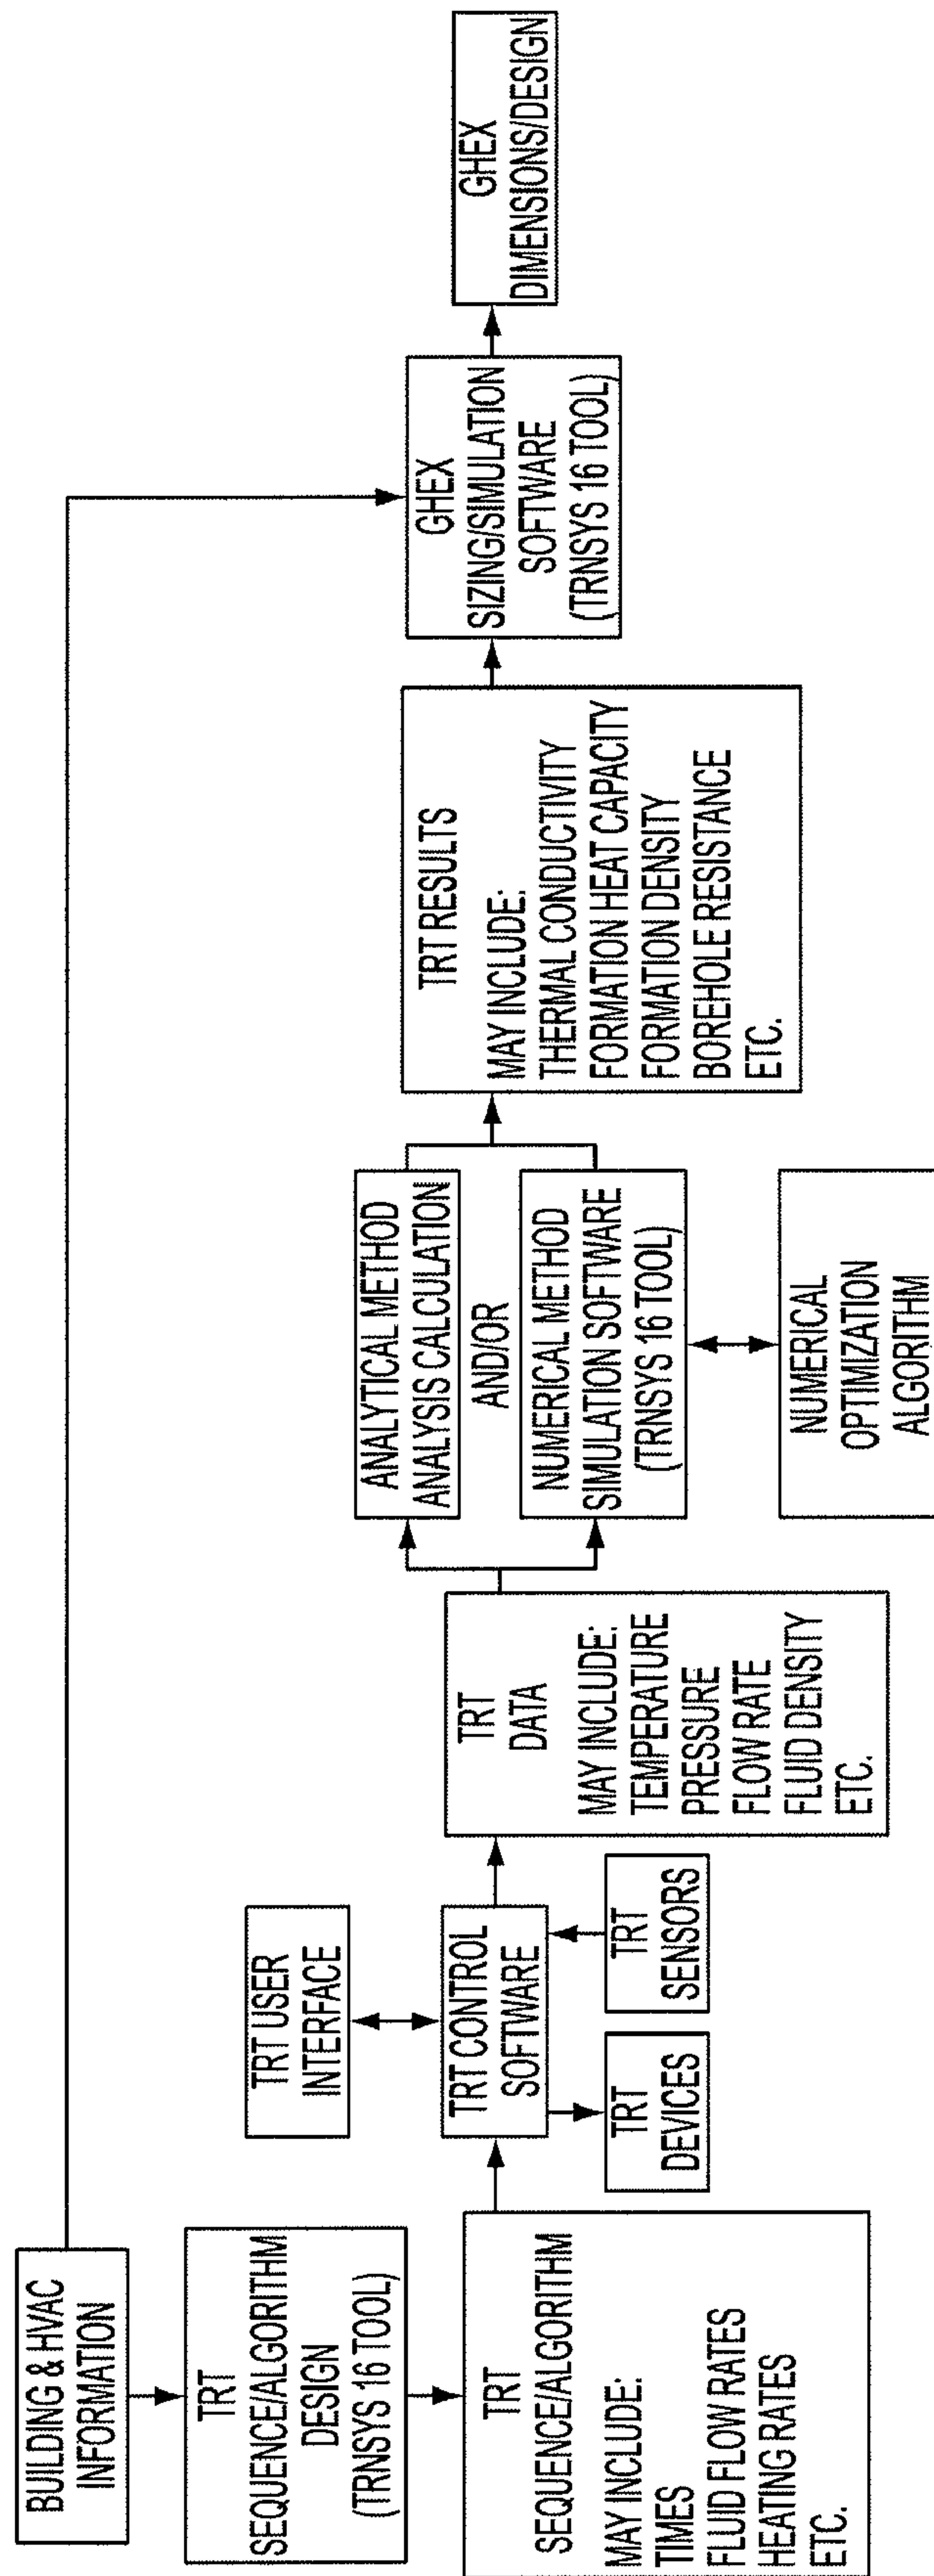 BUILDING & HVAC
INFORMATION
TRT
SEQUENCE/ALGORITHM
DESIGN
(TRNSYS 16 TOOL)
TRT
SEQUENCE/ALGORITHM
MAY INCLUDE:
TIMES
FLUID FLOW RATES
HEATING RATES
ETC.
TRT USER
INTERFACE
TRT CONTROL
SOFTWARE
TRT
DEVICES
TRT
SENSORS
TRT
DATA
MAY INCLUDE:
TEMPERATURE
PRESSURE
FLOW RATE
FLUID DENSITY
ETC.
ANALYTICAL METHOD
ANALYSIS CALCULATION
AND/OR
NUMERICAL METHOD
SIMULATION SOFTWARE
(TRNSYS 16 TOOL)
NUMERICAL
OPTIMIZATION
ALGORITHM
TRT RESULTS
MAY INCLUDE:
THERMAL CONDUCTIVITY
FORMATION HEAT CAPACITY
FORMATION DENSITY
BOREHOLE RESISTANCE
ETC.
GHEX
SIZING/SIMULATION
SOFTWARE
(TRNSYS 16 TOOL)
GHEX
DIMENSIONS/DESIGN